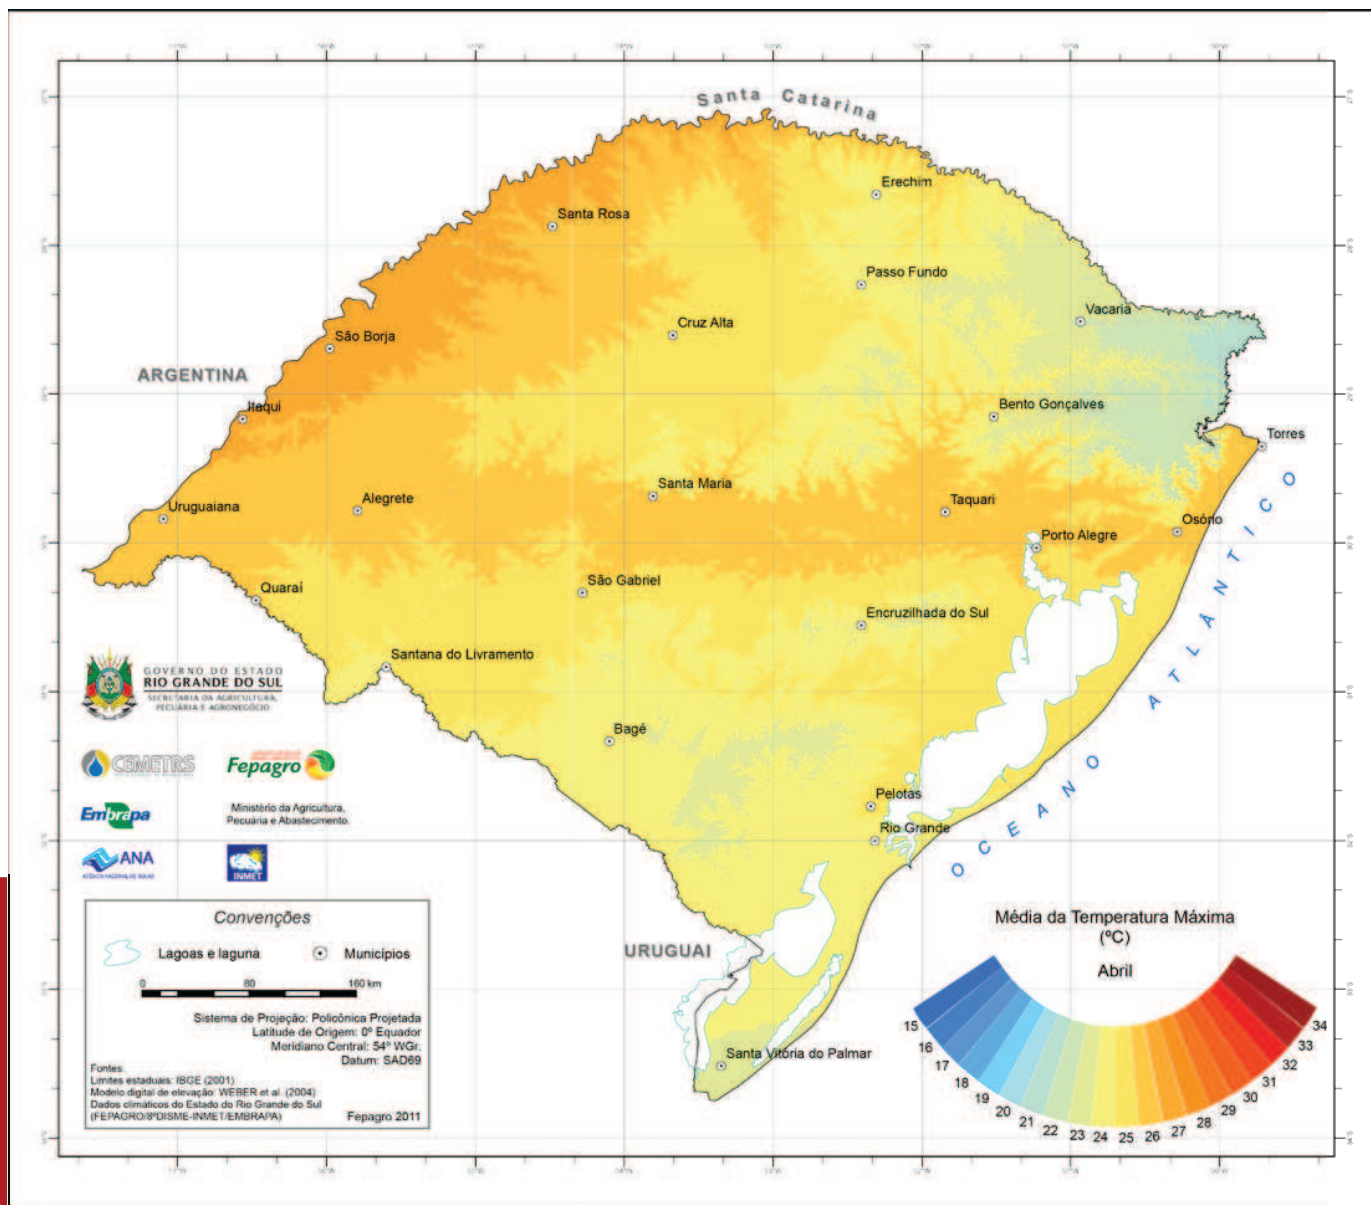 Santa Catarina
Erechim
Santa Rosa
Passo Fundo
Vacaria
Cruz Alta
São Borja
ARGENTINA
Itaqui
Bento Gonçalves
Torres
Santa Maria
Uruguaiana
Alegrete
Taquari
Osório
Porto Alegre
Quaraí
São Gabriel
Encruzilhada do Sul
OCEANO ATLÂNTICO
Santana do Livramento
Bagé
Pelotas
Rio Grande
URUGUAI
Santa Vitória do Palmar
GOVERNO DO ESTADO
RIO GRANDE DO SUL
SECRETARIA DA AGRICULTURA,
PECUÁRIA E AGRONEGÓCIO
CEMETRS
Fepagro
Embrapa
Ministério da Agricultura,
Pecuária e Abastecimento.
ANA
AGÊNCIA NACIONAL DE ÁGUAS
INMET
Convenções
Lagoas e laguna
Municípios
0 80 160 km
Sistema de Projeção: Policônica Projetada
Latitude de Origem: 0º Equador
Meridiano Central: 54º WGr.
Datum: SAD69
Fontes:
Limites estaduais: IBGE (2001)
Modelo digital de elevação: WEBER et al. (2004)
Dados climáticos do Estado do Rio Grande do Sul
(FEPAGRO/8ºDISME-INMET/EMBRAPA)
Fepagro 2011
Média da Temperatura Máxima
(ºC)
Abril
15 16 17 18 19 20 21 22 23 24 25 26 27 28 29 30 31 32 33 34